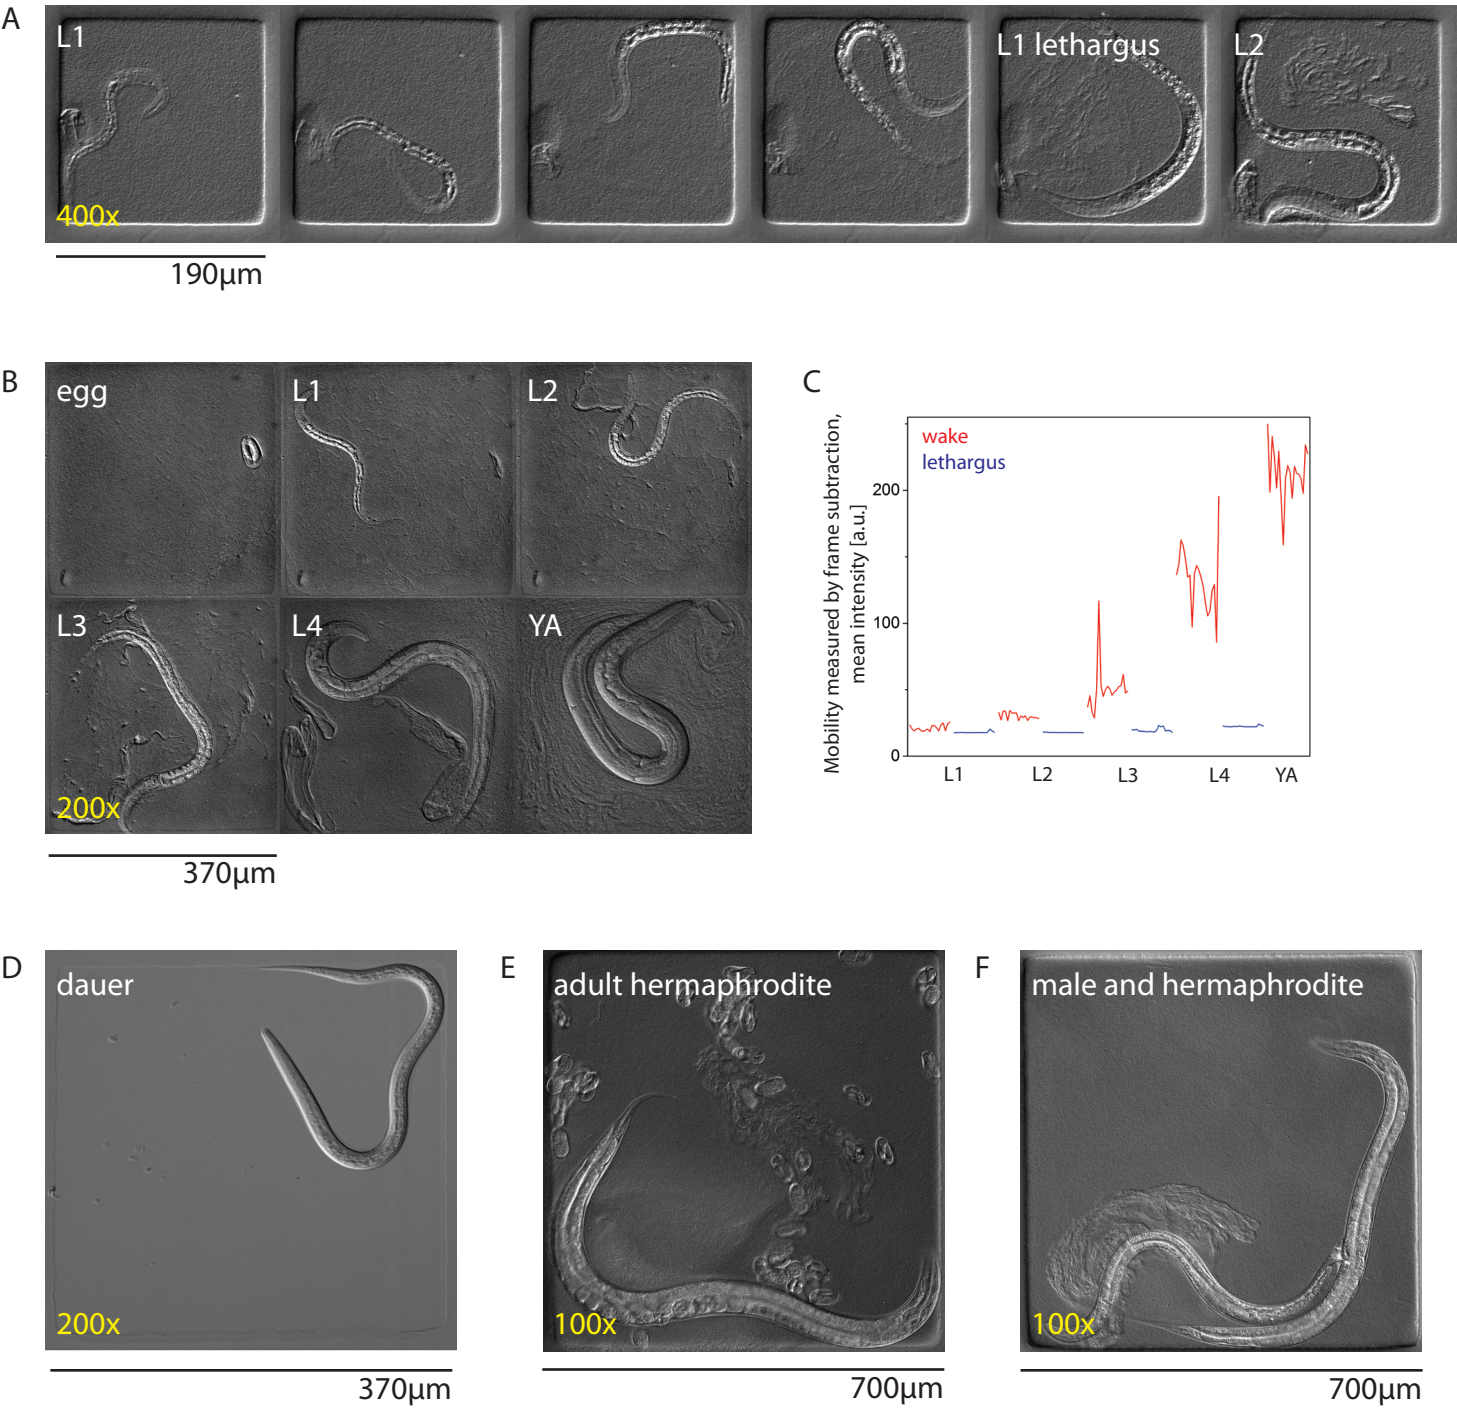 A
L1
L1 lethargus
L2
400x
190µm
B
egg
L1
L2
L3
L4
YA
200x
370µm
C
Mobility measured by frame subtraction,
mean intensity [a.u.]
wake
lethargus
200
100
0
L1
L2
L3
L4
YA
D
dauer
200x
370µm
E
adult hermaphrodite
100x
700µm
F
male and hermaphrodite
100x
700µm